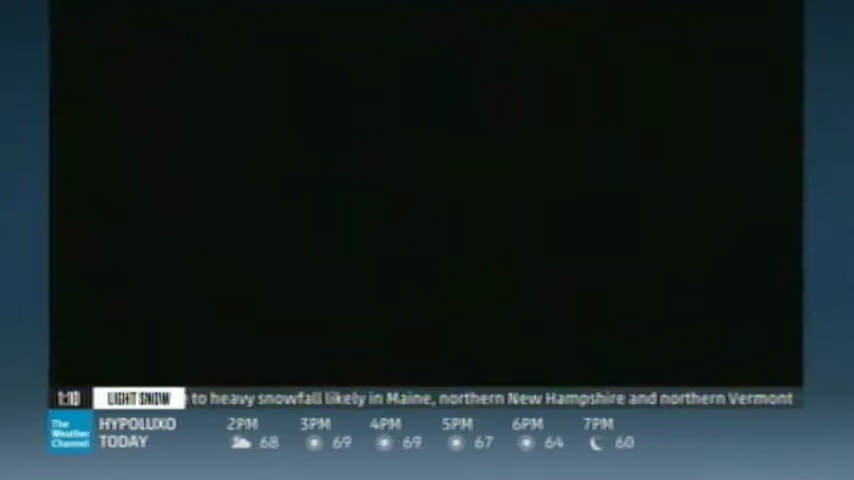 1:10 LIGHT SNOW to heavy snowfall likely in Maine, northern New Hampshire and northern Vermont
The Weather Channel
HYPOLUXO TODAY
2PM 3PM 4PM 5PM 6PM 7PM
68 69 69 67 64 60